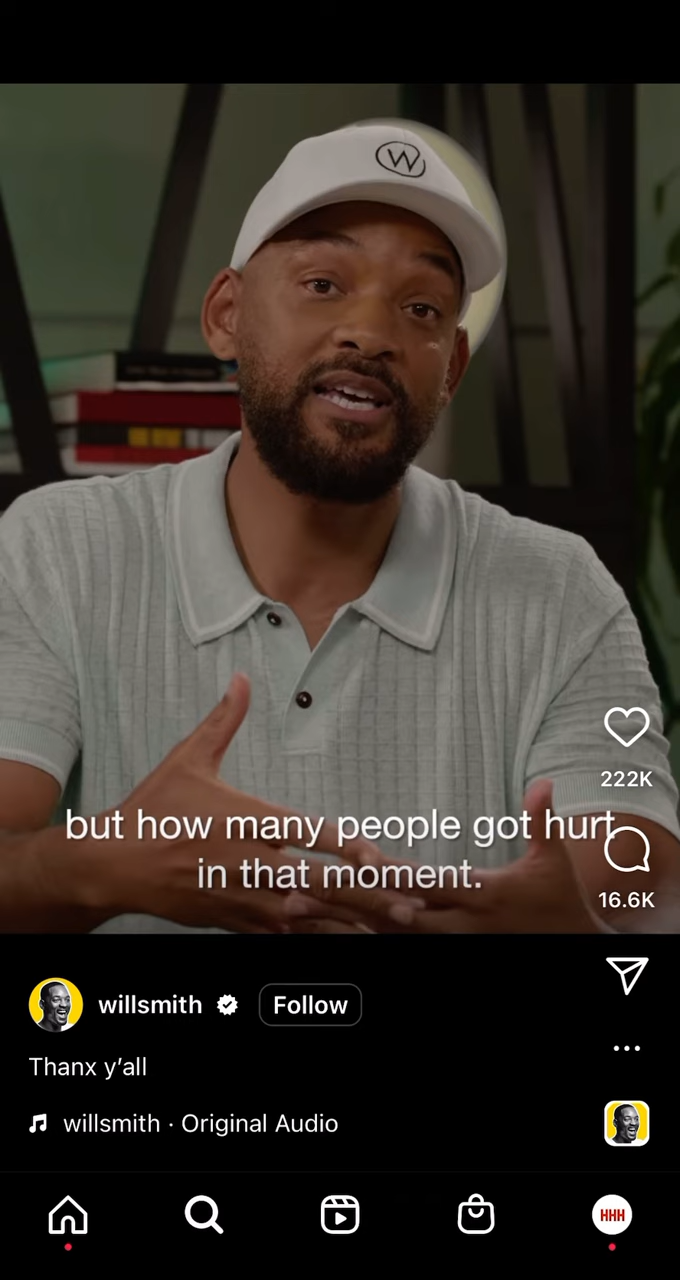 W
but how many people got hurt
in that moment.
222K
16.6K
willsmith Follow
Thanx y’all
willsmith · Original Audio
HHH